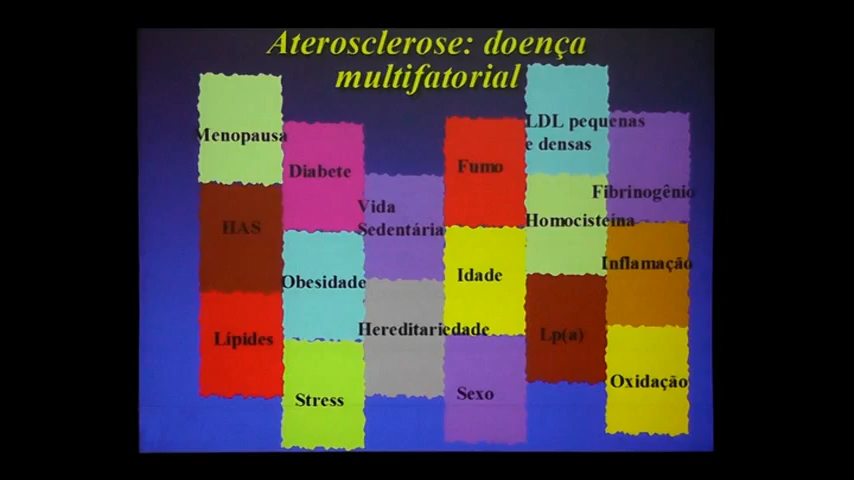 Aterosclerose: doença
multifatorial
Menopausa
HAS
Lípides
Diabete
Obesidade
Stress
Vida
Sedentária
Hereditariedade
Fumo
Idade
Sexo
LDL pequenas
e densas
Homocisteína
Lp(a)
Fibrinogênio
Inflamação
Oxidação